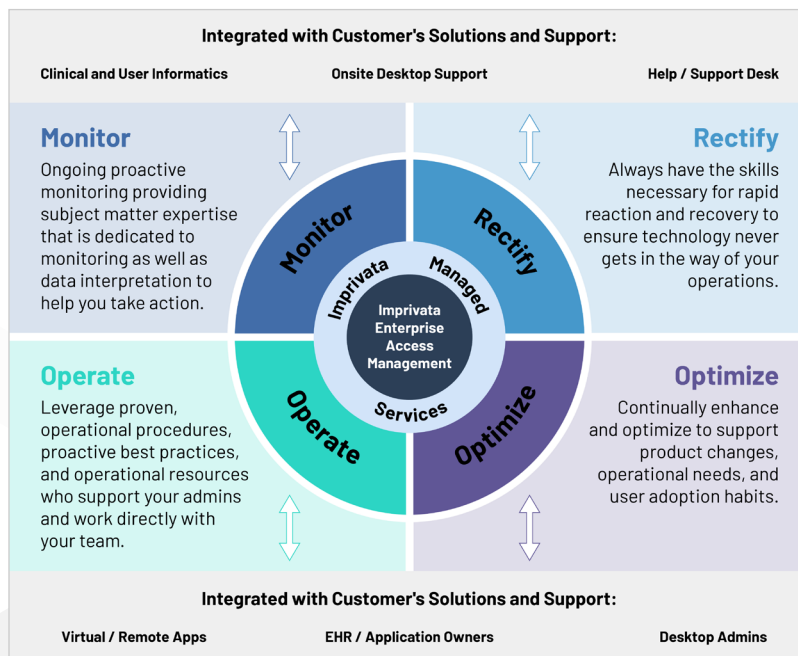 Integrated with Customer's Solutions and Support:
Clinical and User Informatics
Onsite Desktop Support
Help / Support Desk
Monitor
Ongoing proactive
monitoring providing
subject matter expertise
that is dedicated to
monitoring as well as
data interpretation to
help you take action.
Rectify
Always have the skills
necessary for rapid
reaction and recovery to
ensure technology never
gets in the way of your
operations.
Monitor
Rectify
Imprivata
Managed
Services
Imprivata
Enterprise
Access
Management
Operate
Optimize
Operate
Leverage proven,
operational procedures,
proactive best practices,
and operational resources
who support your admins
and work directly with
your team.
Optimize
Continually enhance
and optimize to support
product changes,
operational needs, and
user adoption habits.
Integrated with Customer's Solutions and Support:
Virtual / Remote Apps
EHR / Application Owners
Desktop Admins